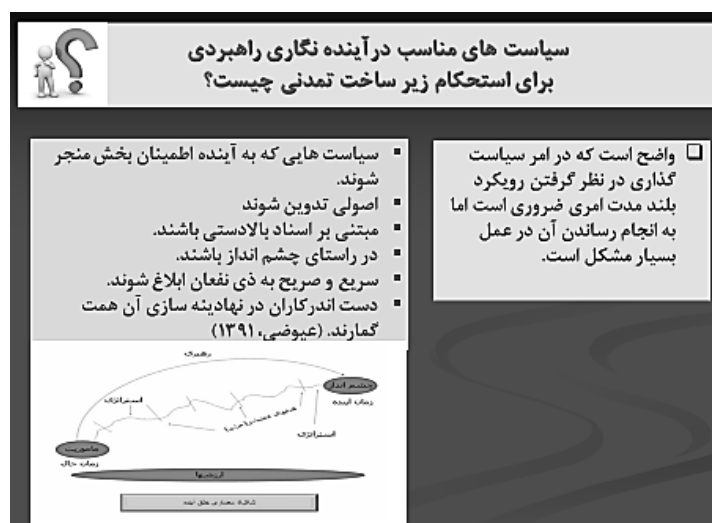 سیاست های مناسب درآینده نگاری راهبردی
برای استحکام زیر ساخت تمدنی چیست؟
واضح است که در امر سیاست
گذاری در نظر گرفتن رویکرد
بلند مدت امری ضروری است اما
به انجام رساندن آن در عمل
بسیار مشکل است.
سیاست هایی که به آینده اطمینان بخش منجر
شوند.
اصولی تدوین شوند
مبتنی بر اسناد بالادستی باشند.
در راستای چشم انداز باشند.
سریع و صریح به ذی نفعان ابلاغ شوند.
دست اندرکاران در نهادینه سازی آن همت
گمارند. (عیوضی، ۱۳۹۱)
رهبری
چشم انداز
زمان آینده
استراتژی
استراتژی
ماموریت
زمان حال
ارزشها